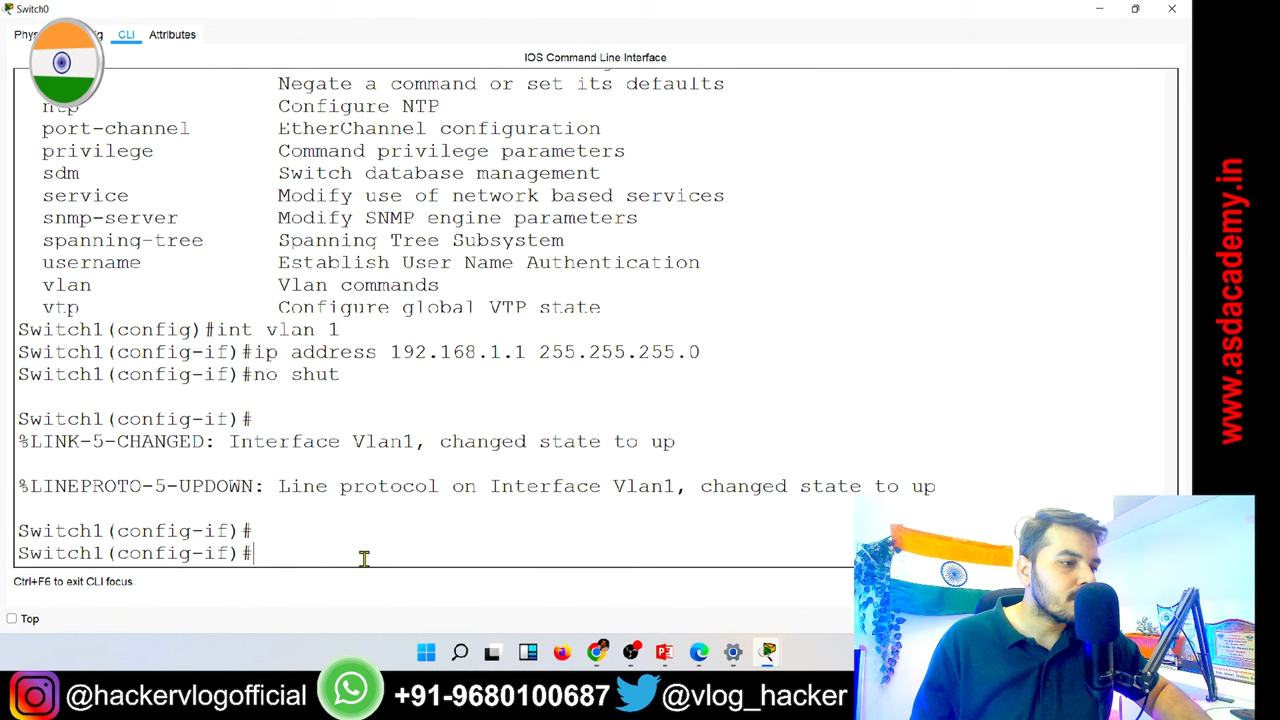 Switch0
CLI
Attributes
IOS Command Line Interface
Negate a command or set its defaults
ntp Configure NTP
port-channel EtherChannel configuration
privilege Command privilege parameters
sdm Switch database management
service Modify use of network based services
snmp-server Modify SNMP engine parameters
spanning-tree Spanning Tree Subsystem
username Establish User Name Authentication
vlan Vlan commands
vtp Configure global VTP state
Switch1(config)#int vlan 1
Switch1(config-if)#ip address 192.168.1.1 255.255.255.0
Switch1(config-if)#no shut
Switch1(config-if)#
%LINK-5-CHANGED: Interface Vlan1, changed state to up
%LINEPROTO-5-UPDOWN: Line protocol on Interface Vlan1, changed state to up
Switch1(config-if)#
Switch1(config-if)#
Ctrl+F6 to exit CLI focus
Top
www.asdacademy.in
@hackervlogofficial
+91-9680100687
@vlog_hacker